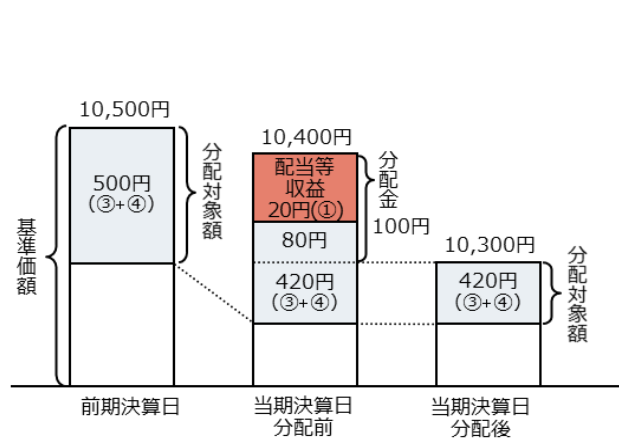 10,500円
500円
(③+④)
分配対象額
基準価額
前期決算日
10,400円
配当等
収益
20円(①)
80円
420円
(③+④)
分配金
100円
当期決算日
分配前
10,300円
420円
(③+④)
分配対象額
当期決算日
分配後